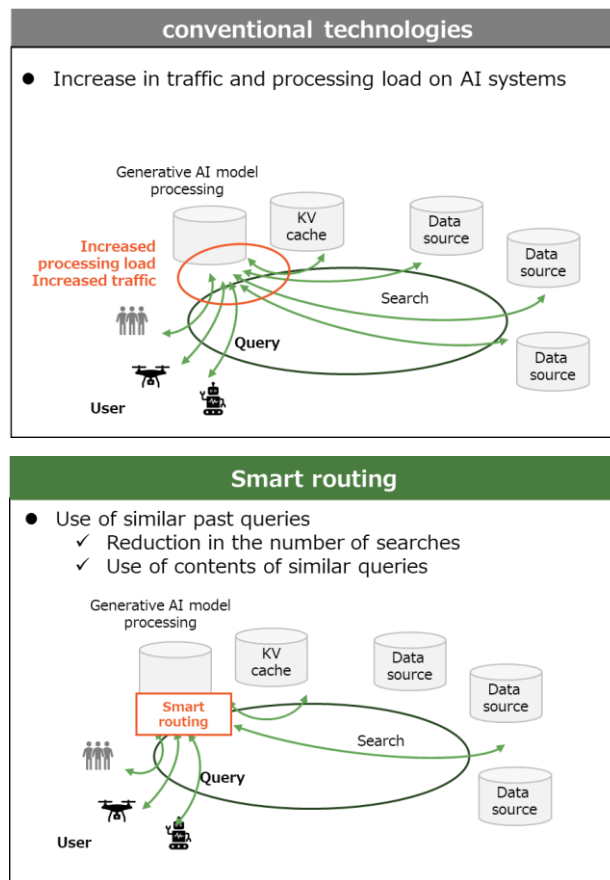 conventional technologies
● Increase in traffic and processing load on AI systems
Generative AI model
processing
KV
cache
Data
source
Data
source
Increased
processing load
Increased traffic
Search
Query
Data
source
User
Smart routing
● Use of similar past queries
✓ Reduction in the number of searches
✓ Use of contents of similar queries
Generative AI model
processing
KV
cache
Data
source
Data
source
Smart
routing
Search
Query
Data
source
User